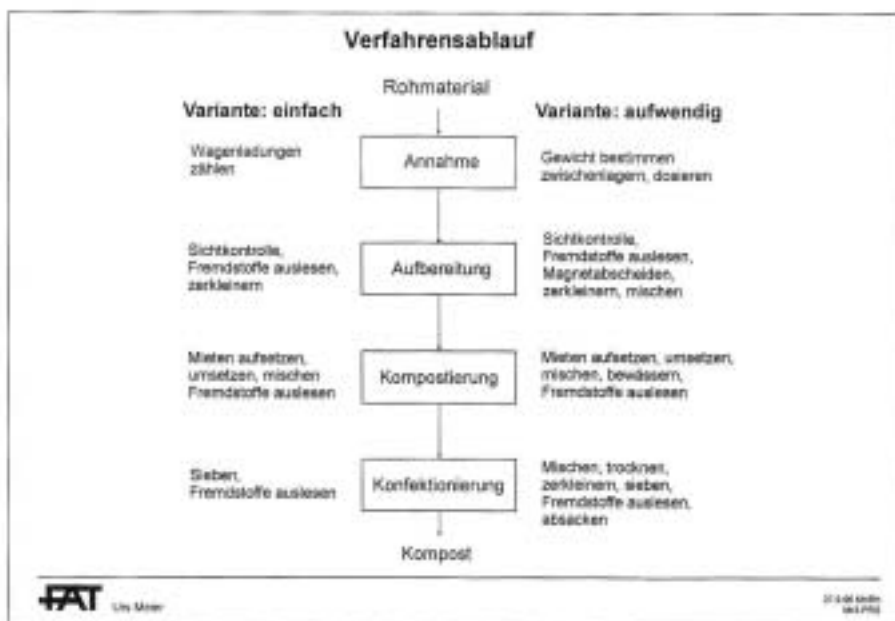 Verfahrensablauf
Rohmaterial
Variante: einfach
Variante: aufwendig
Wagenladungen
zählen
Annahme
Gewicht bestimmen
zwischenlagern, dosieren
Sichtkontrolle,
Fremdstoffe auslesen,
zerkleinern
Aufbereitung
Sichtkontrolle,
Fremdstoffe auslesen,
Magnetabscheiden,
zerkleinern, mischen
Mieten aufsetzen,
umsetzen, mischen
Fremdstoffe auslesen
Kompostierung
Mieten aufsetzen, umsetzen,
mischen, bewässern,
Fremdstoffe auslesen
Sieben,
Fremdstoffe auslesen
Konfektionierung
Mischen, trocknen,
zerkleinern, sieben,
Fremdstoffe auslesen,
absacken
Kompost
FAT
Urs Meier